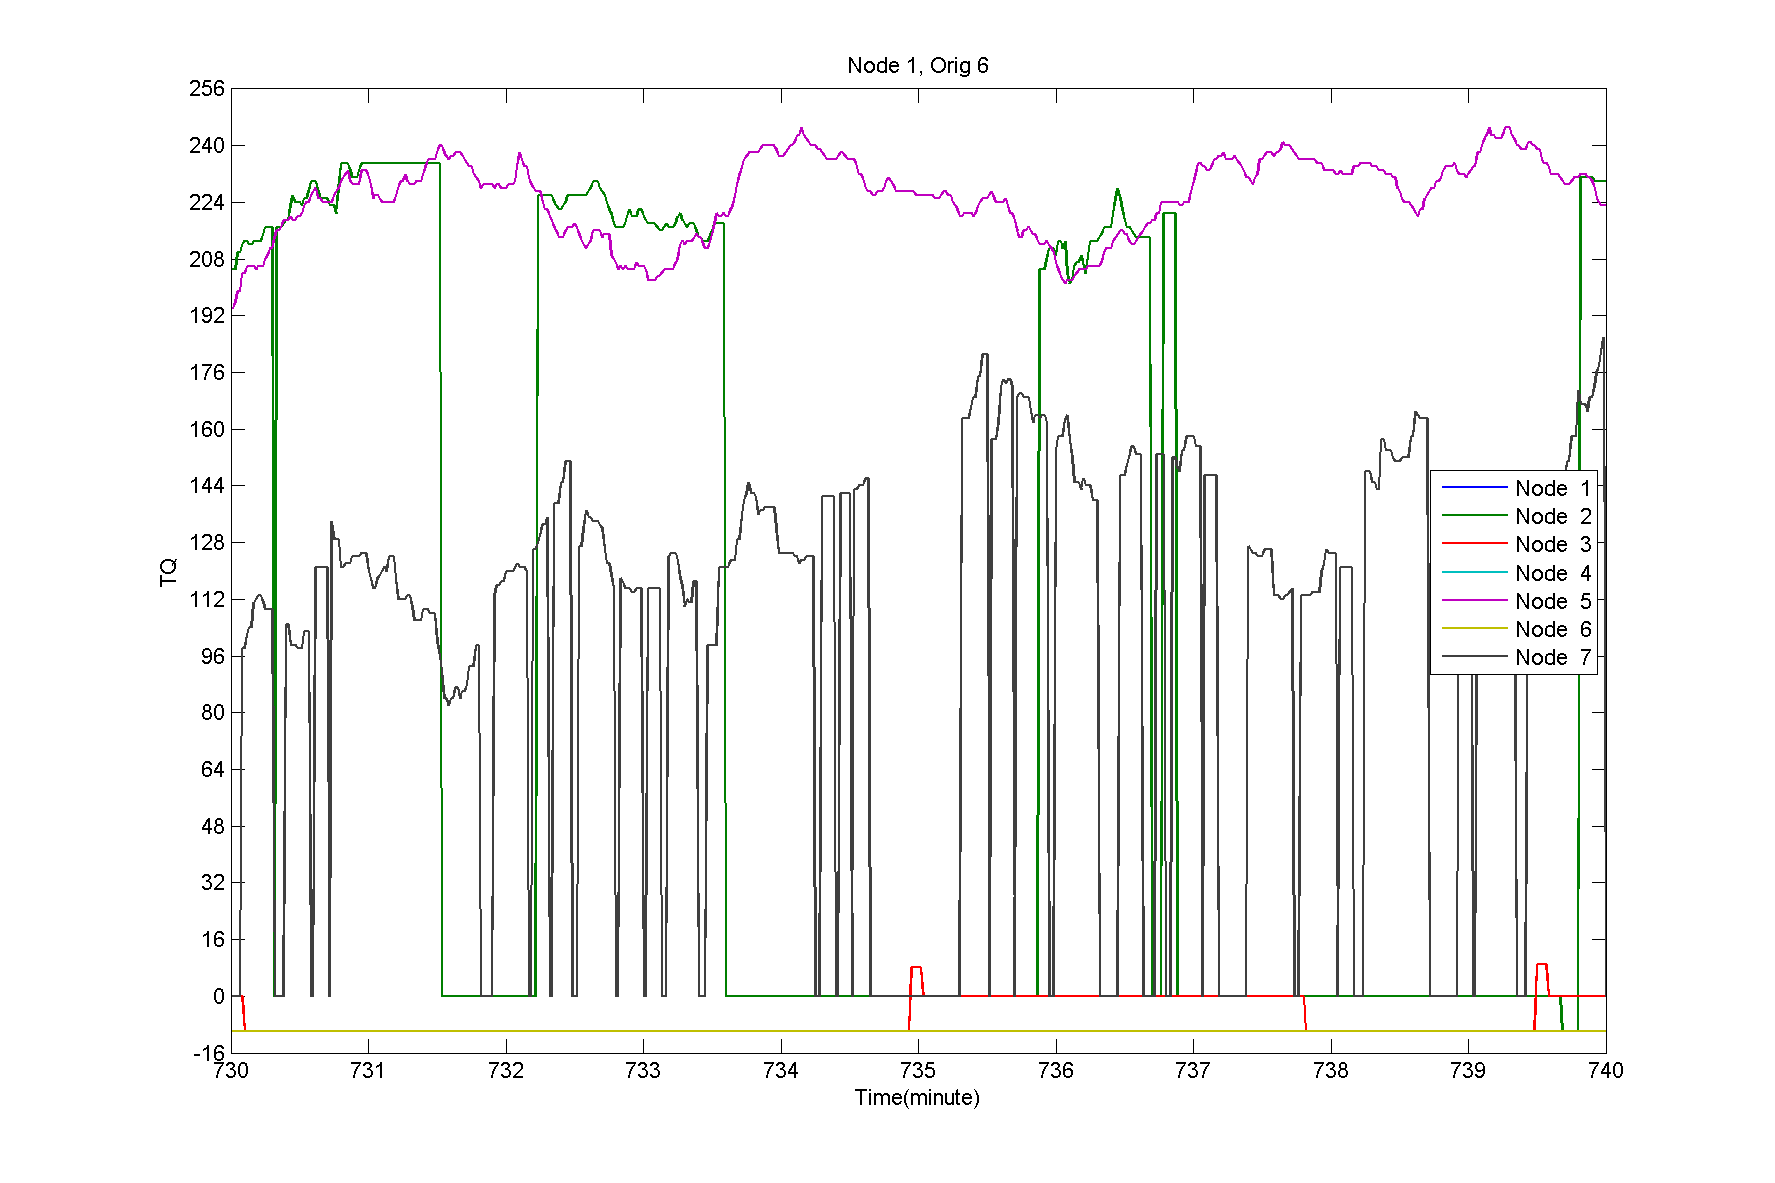 Node 1, Orig 6
256
240
224
208
192
176
160
144
128
112
96
80
64
48
32
16
0
-16
TQ
Node 1
Node 2
Node 3
Node 4
Node 5
Node 6
Node 7
730 731 732 733 734 735 736 737 738 739 740
Time(minute)